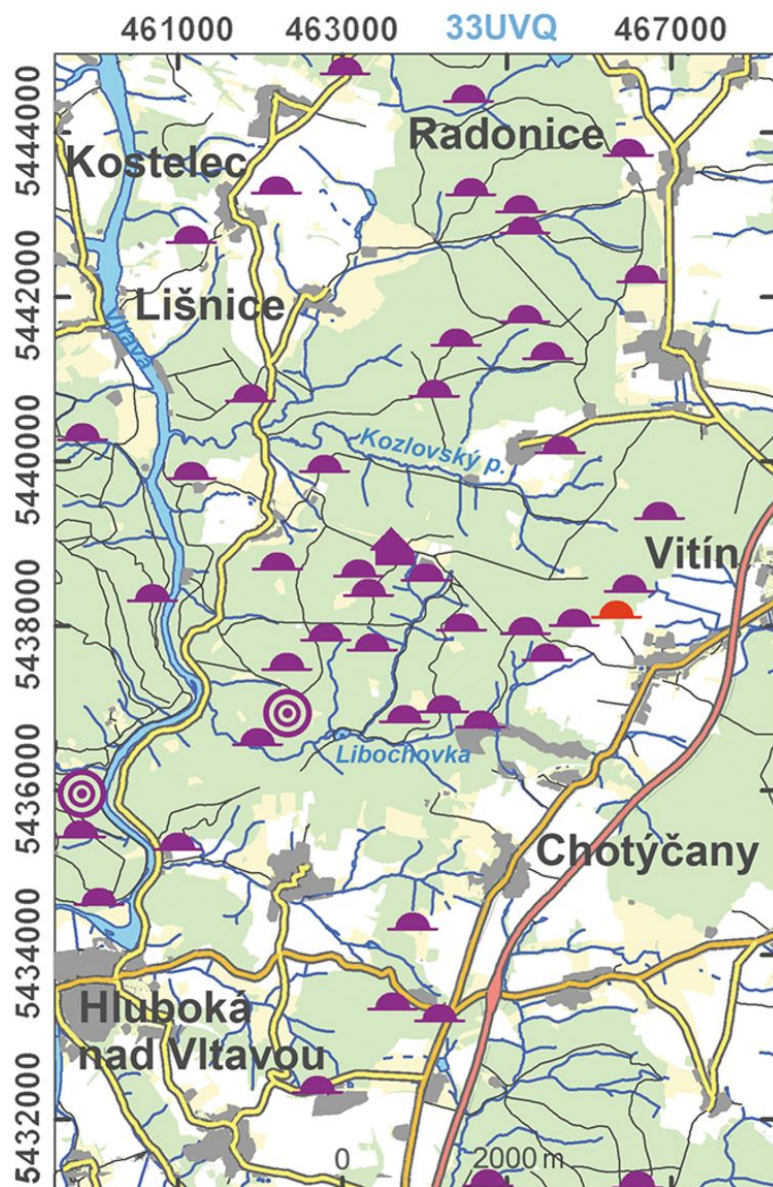 461000 463000 33UVQ 467000
5444000
Radonice
Kostelec
5442000
Lišnice
Vltava
5440000
Kozlovský p.
Vitín
5438000
Libochovka
5436000
Chotýčany
5434000
Hluboká
nad Vltavou
5432000
0 2000 m